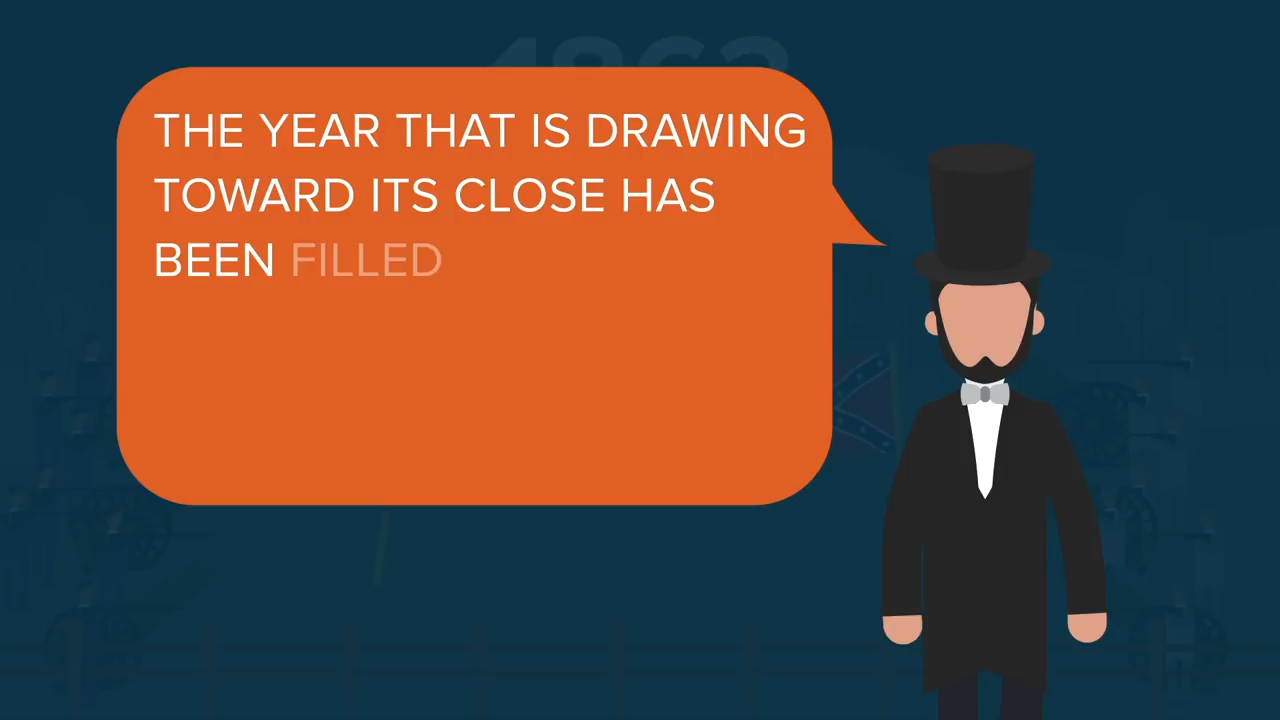 THE YEAR THAT IS DRAWING
TOWARD ITS CLOSE HAS
BEEN FILLED